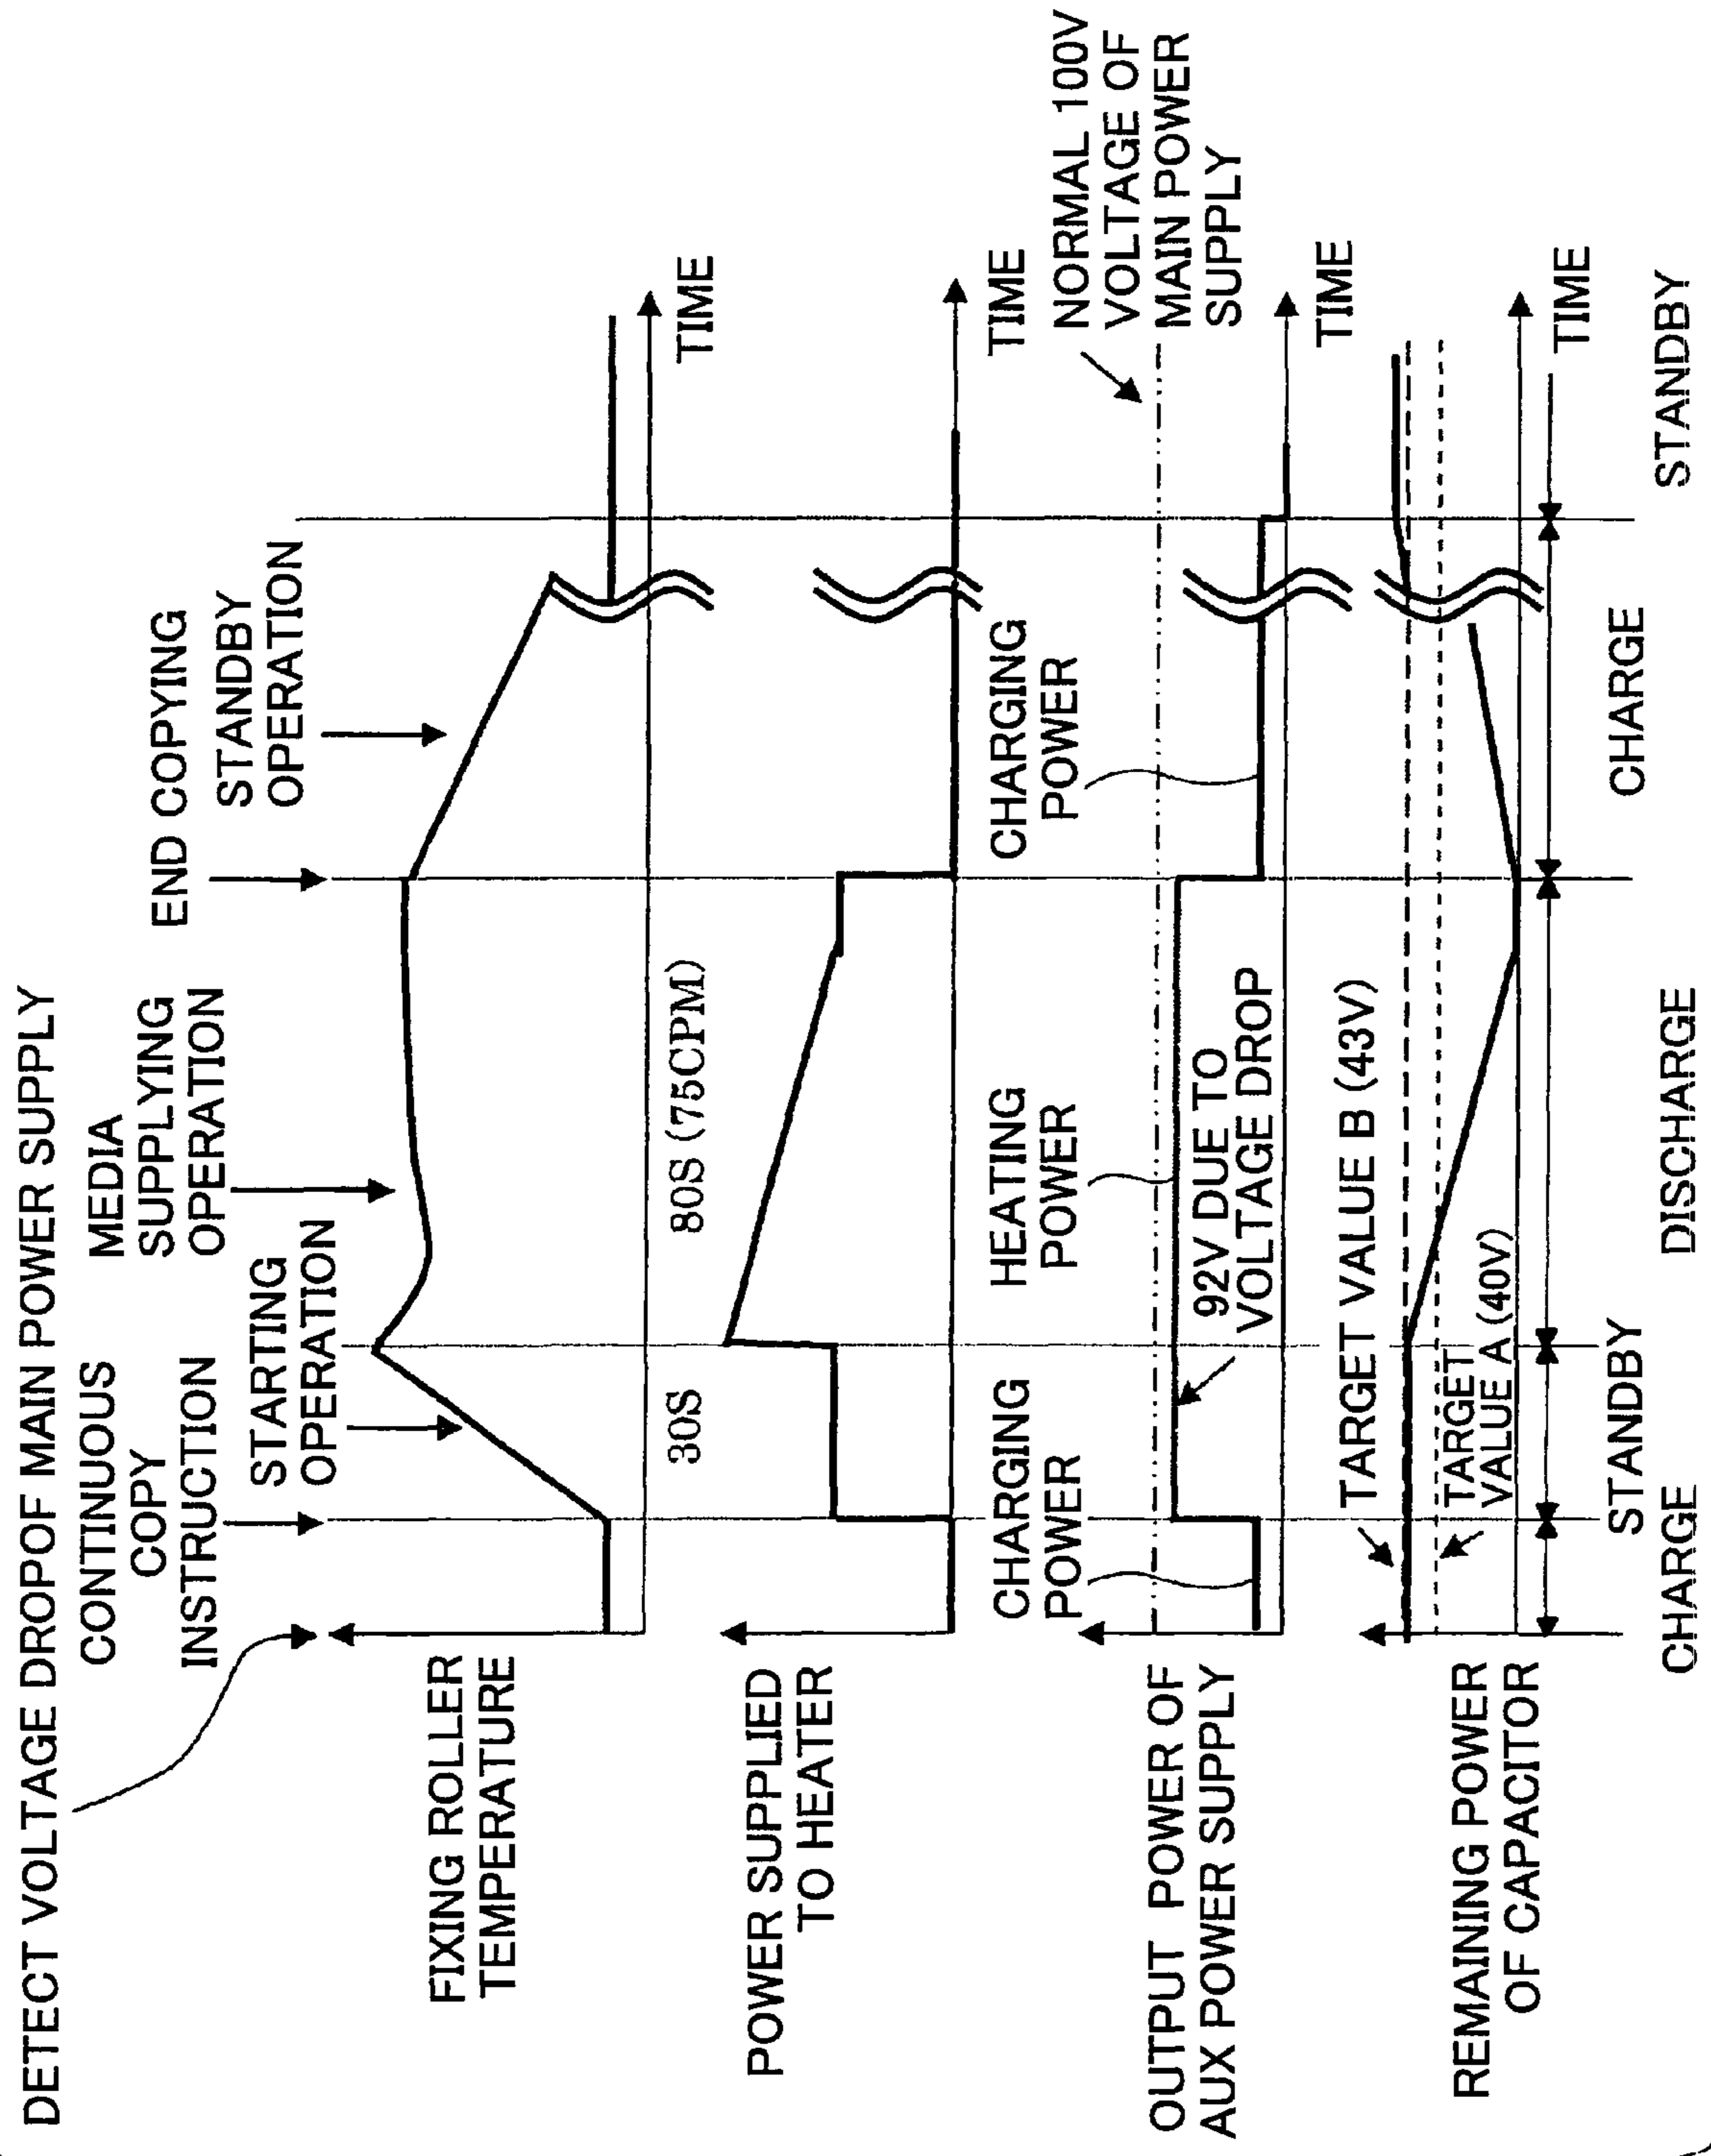 DETECT VOLTAGE DROPOF MAIN POWER SUPPLY
CONTINUOUS
COPY
INSTRUCTION
STARTING
OPERATION
MEDIA
SUPPLYING
OPERATION
END COPYING
STANDBY
OPERATION
FIXING ROLLER
TEMPERATURE
30S
80S (75CPM)
TIME
POWER SUPPLIED
TO HEATER
TIME
CHARGING
POWER
HEATING
POWER
CHARGING
POWER
NORMAL 100V
VOLTAGE OF
MAIN POWER
SUPPLY
OUTPUT POWER OF
AUX POWER SUPPLY
92V DUE TO
VOLTAGE DROP
TIME
TARGET VALUE B (43V)
TARGET
VALUE A (40V)
REMAINING POWER
OF CAPACITOR
TIME
CHARGE
STANDBY
DISCHARGE
CHARGE
STANDBY